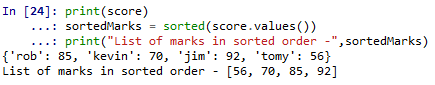 In [24]: print(score)
...: sortedMarks = sorted(score.values())
...: print("List of marks in sorted order -",sortedMarks)
{'rob': 85, 'kevin': 70, 'jim': 92, 'tomy': 56}
List of marks in sorted order - [56, 70, 85, 92]